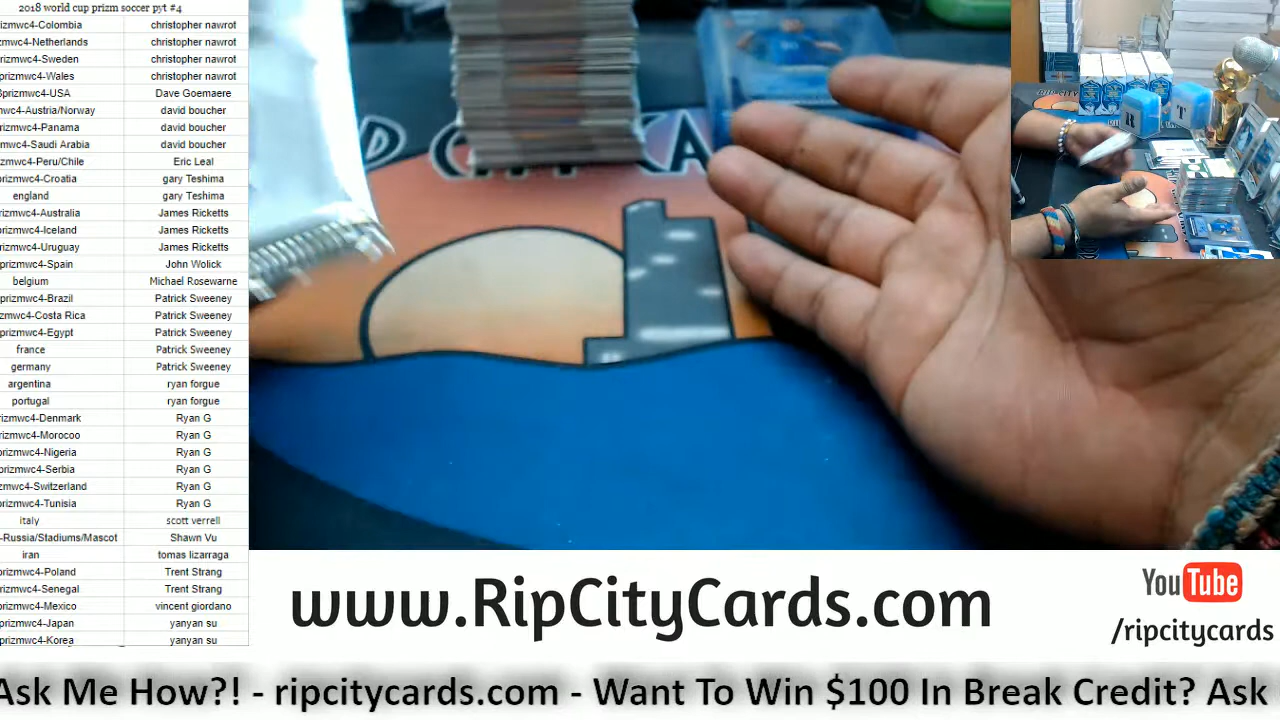 2018 world cup prizm soccer pyt #4
rizmwc4-Colombia christopher nawrot
zmwc4-Netherlands christopher nawrot
prizmwc4-Sweden christopher nawrot
prizmwc4-Wales christopher nawrot
prizmwc4-USA Dave Goemaere
mwc4-Austria/Norway david boucher
prizmwc4-Panama david boucher
mwc4-Saudi Arabia david boucher
izmwc4-Peru/Chile Eric Leal
prizmwc4-Croatia gary Teshima
england gary Teshima
rizmwc4-Australia James Ricketts
prizmwc4-Iceland James Ricketts
rizmwc4-Uruguay James Ricketts
prizmwc4-Spain John Wolick
belgium Michael Rosewarne
prizmwc4-Brazil Patrick Sweeney
izmwc4-Costa Rica Patrick Sweeney
prizmwc4-Egypt Patrick Sweeney
france Patrick Sweeney
germany Patrick Sweeney
argentina ryan forgue
portugal ryan forgue
rizmwc4-Denmark Ryan G
rizmwc4-Morocoo Ryan G
prizmwc4-Nigeria Ryan G
prizmwc4-Serbia Ryan G
zmwc4-Switzerland Ryan G
prizmwc4-Tunisia Ryan G
italy scott verrell
-Russia/Stadiums/Mascot Shawn Vu
iran tomas lizarraga
prizmwc4-Poland Trent Strang
rizmwc4-Senegal Trent Strang
prizmwc4-Mexico vincent giordano
prizmwc4-Japan yanyan su
prizmwc4-Korea yanyan su
www.RipCityCards.com
YouTube
/ripcitycards
Ask Me How?! - ripcitycards.com - Want To Win $100 In Break Credit? Ask